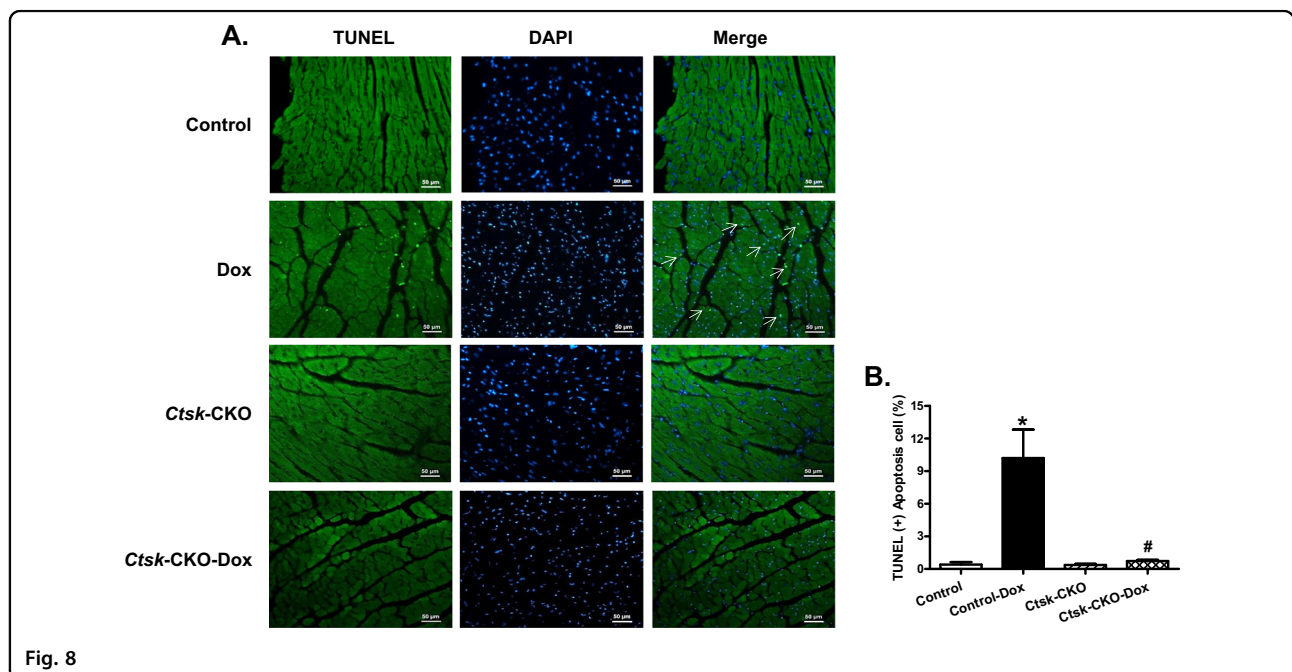 A.
TUNEL DAPI Merge
Control
50 µm 50 µm 50 µm
Dox
50 µm 50 µm 50 µm
Ctsk-CKO
50 µm 50 µm 50 µm
Ctsk-CKO-Dox
50 µm 50 µm 50 µm
B.
TUNEL (+) Apoptosis cell (%)
15
12
9
6
3
0
*
#
Control
Control-Dox
Ctsk-CKO
Ctsk-CKO-Dox
Fig. 8